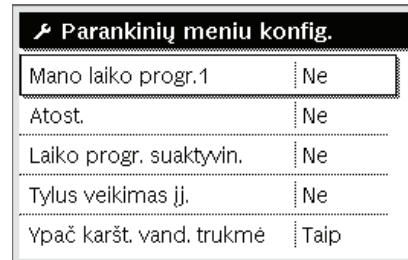 Parankinių meniu konfig.
Mano laiko progr.1 Ne
Atost. Ne
Laiko progr. suaktyvin. Ne
Tylus veikimas įj. Ne
Ypač karšt. vand. trukmė Taip